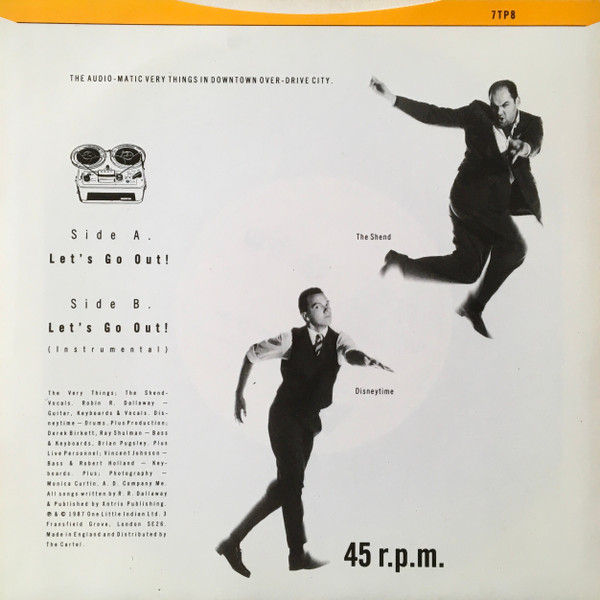 7TP8
THE AUDIO-MATIC VERY THINGS IN DOWNTOWN OVER-DRIVE CITY.
Side A.
Let's Go Out!
Side B.
Let's Go Out!
(Instrumental)
The Shend
Disneytime
The Very Things; The Shend-
Vocals. Robin R. Dallaway –
Guitar, Keyboards & Vocals. Dis-
neytime – Drums. Plus Production;
Derek Birkett, Ray Shulman – Bass
& Keyboards, Brian Pugsley. Plus
Live Personnel; Vincent Johnson –
Bass & Robert Holland – Key-
boards. Plus; Photography –
Monica Curtin. A. D. Company Me.
All songs written by R. R. Dallaway
& Published by Xntrix Publishing.
℗ & © 1987 One Little Indian Ltd. 3
Fransfield Grove, London SE26.
Made in England and Distributed by
The Cartel.
45 r.p.m.